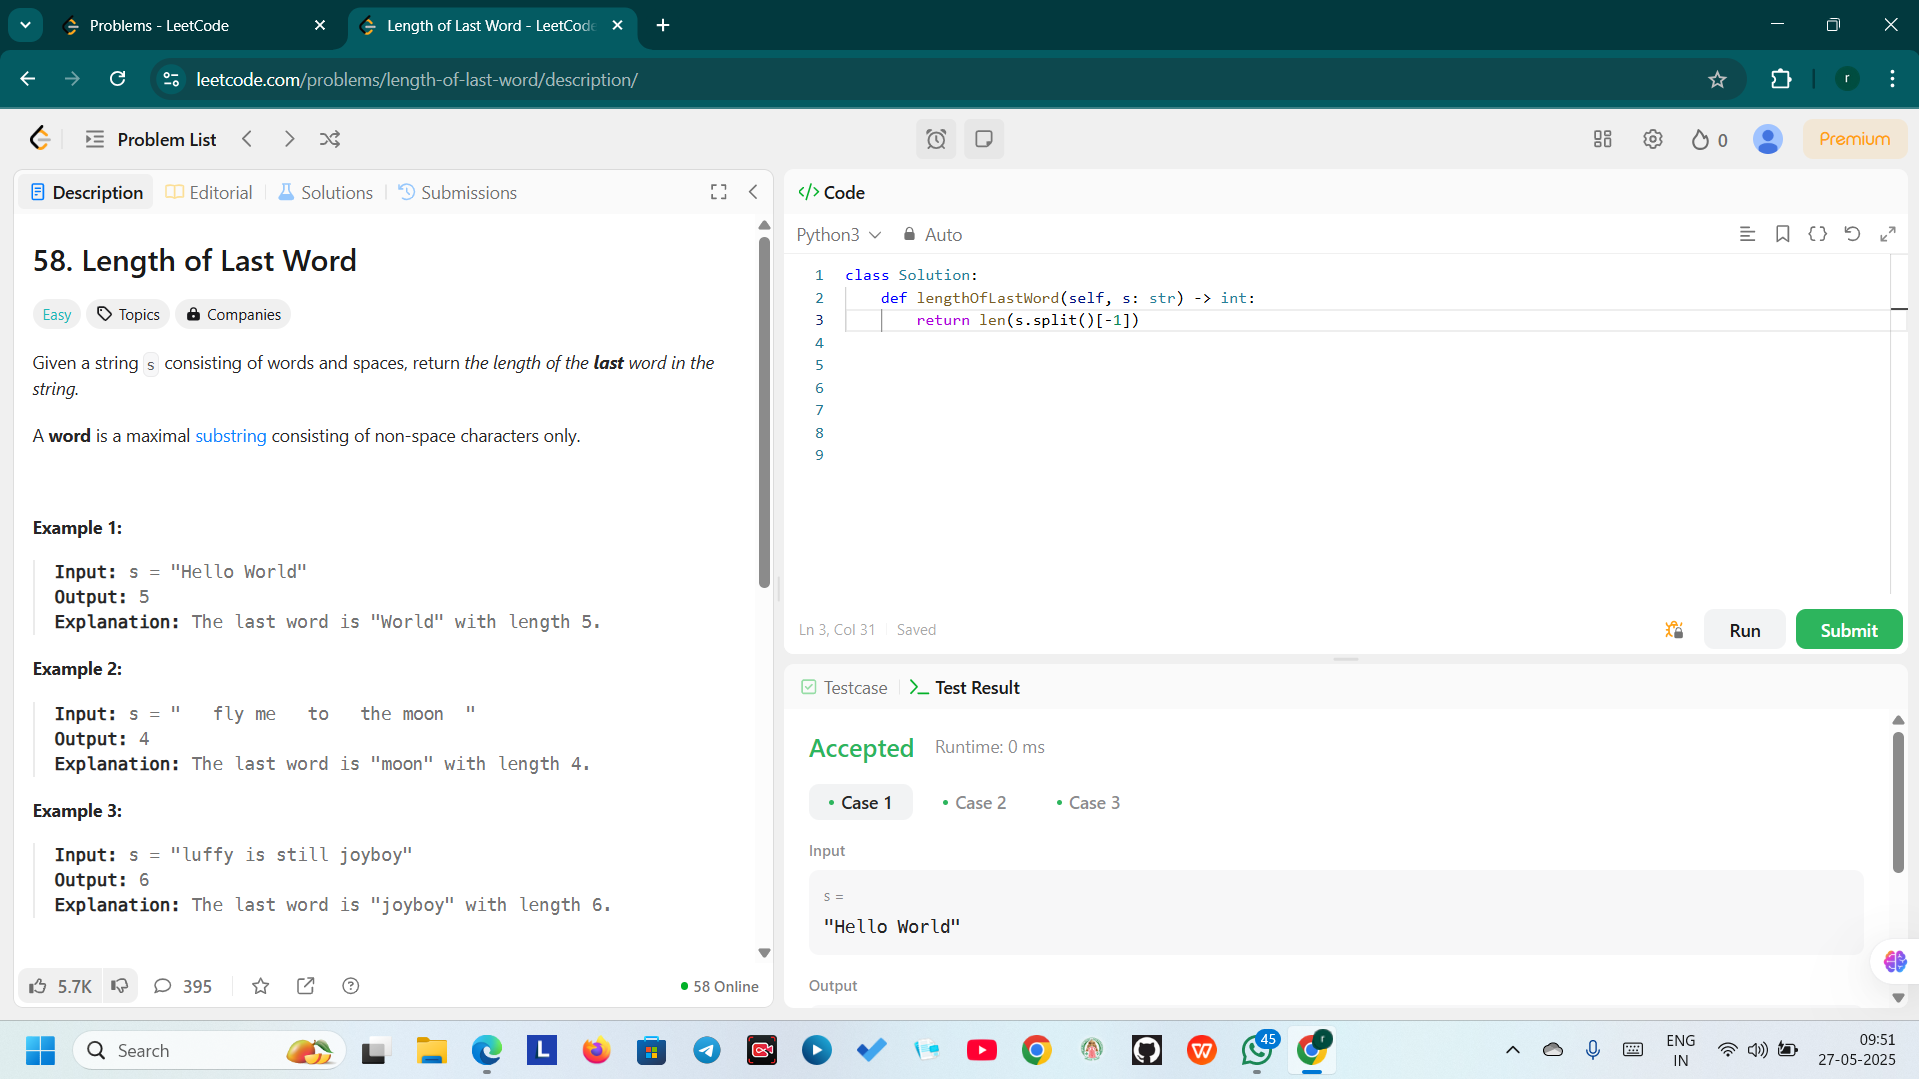 Problems - LeetCode
Length of Last Word - LeetCode
leetcode.com/problems/length-of-last-word/description/
r
Problem List
0
Premium
Description
Editorial
Solutions
Submissions
58. Length of Last Word
Easy
Topics
Companies
Given a string s consisting of words and spaces, return the length of the last word in the
string.
A word is a maximal substring consisting of non-space characters only.
Example 1:
Input: s = "Hello World"
Output: 5
Explanation: The last word is "World" with length 5.
Example 2:
Input: s = "   fly me   to   the moon  "
Output: 4
Explanation: The last word is "moon" with length 4.
Example 3:
Input: s = "luffy is still joyboy"
Output: 6
Explanation: The last word is "joyboy" with length 6.
5.7K
395
58 Online
</> Code
Python3
Auto
1 class Solution:
2     def lengthOfLastWord(self, s: str) -> int:
3         return len(s.split()[-1])
4
5
6
7
8
9
Ln 3, Col 31
Saved
Run
Submit
Testcase
Test Result
Accepted
Runtime: 0 ms
Case 1
Case 2
Case 3
Input
s =
"Hello World"
Output
Search
L
W
45
r
ENG
IN
09:51
27-05-2025